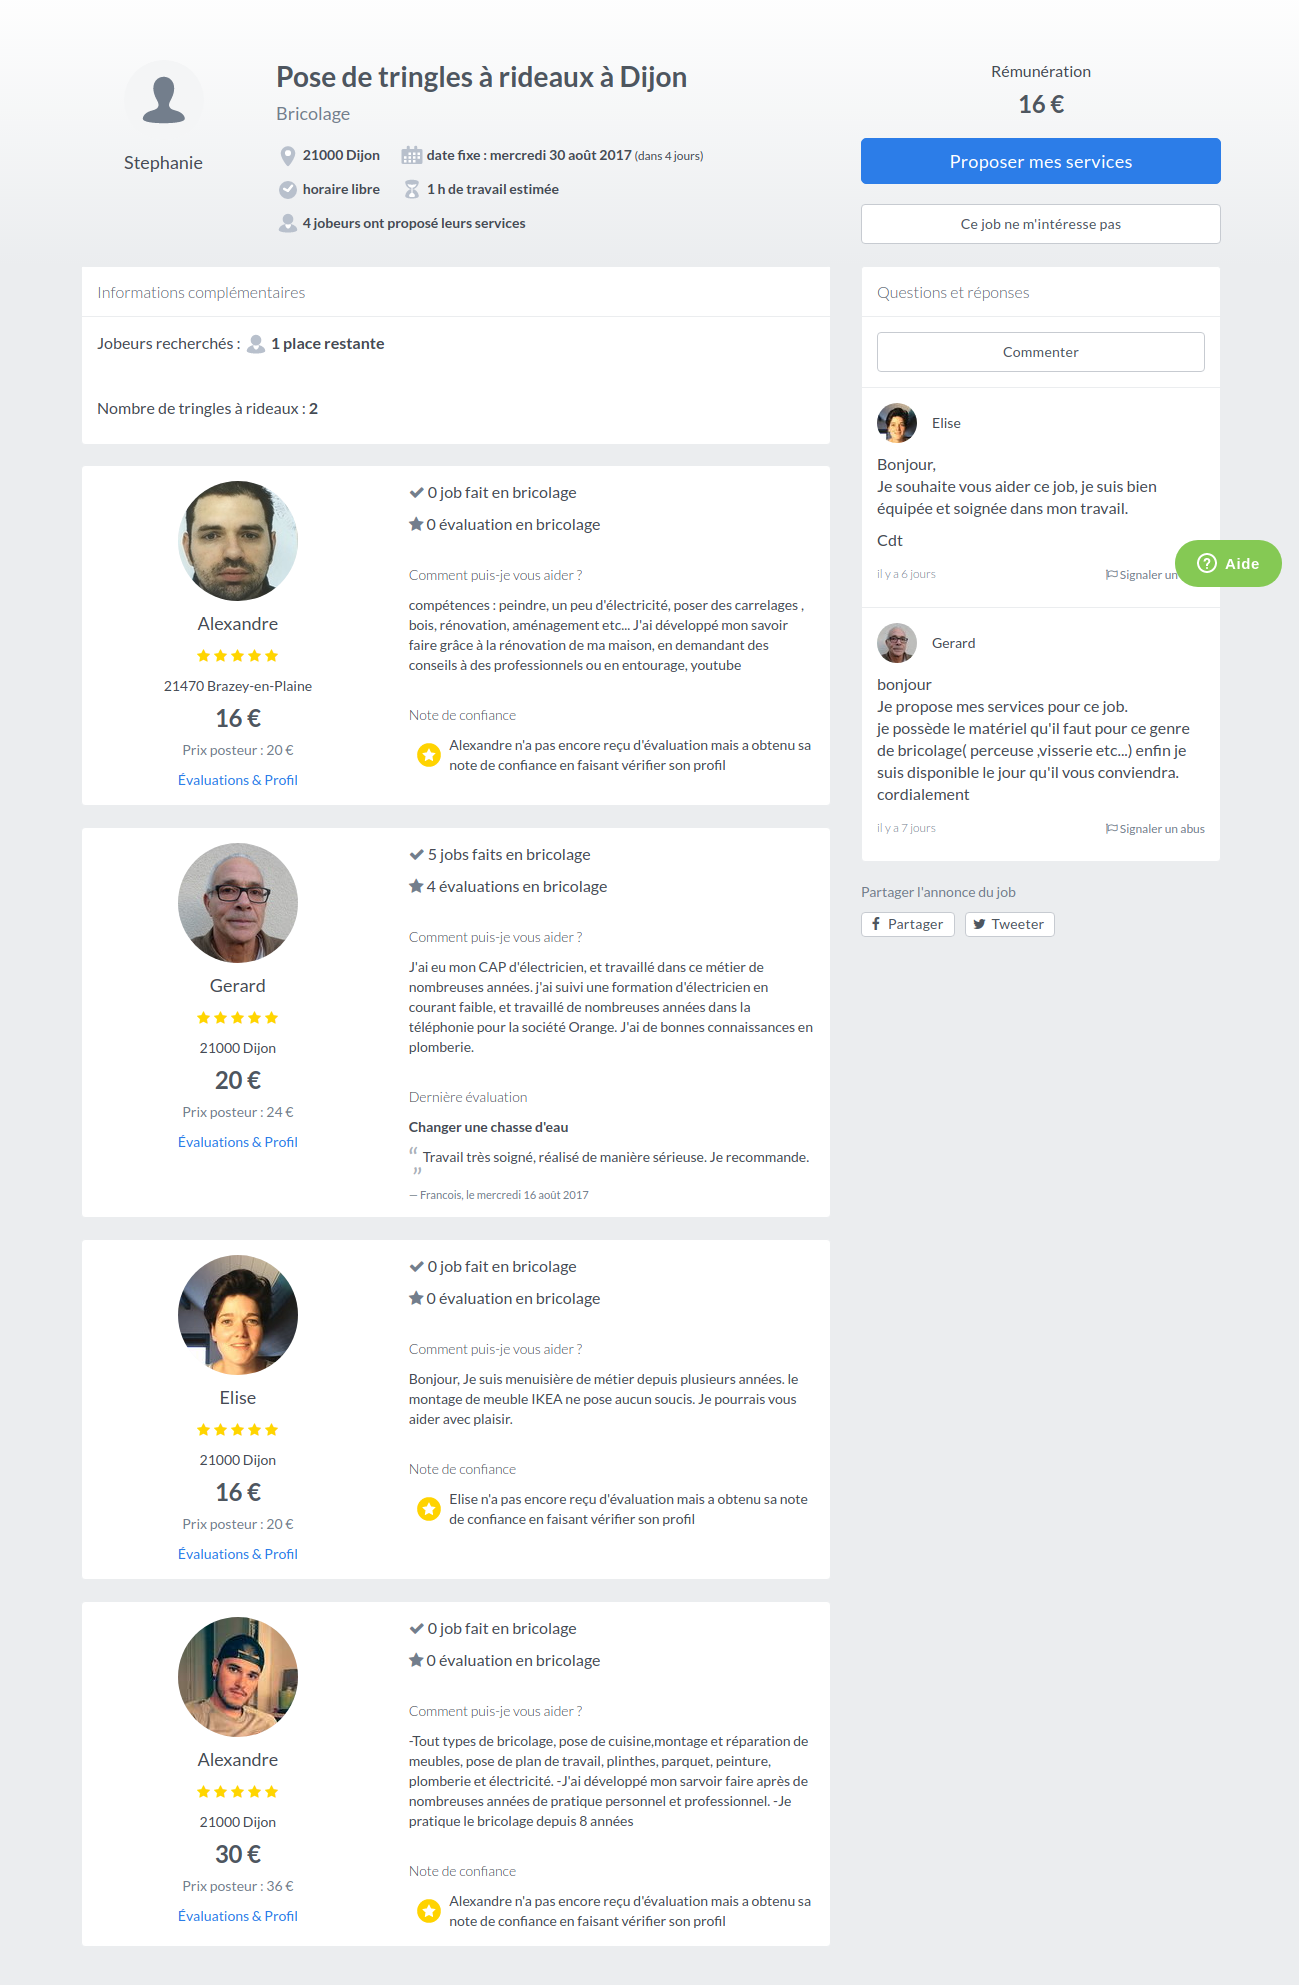 Stephanie
Pose de tringles à rideaux à Dijon
Bricolage
21000 Dijon
date fixe : mercredi 30 août 2017 (dans 4 jours)
horaire libre
1 h de travail estimée
4 jobeurs ont proposé leurs services
Rémunération
16 €
Proposer mes services
Ce job ne m'intéresse pas
Informations complémentaires
Jobeurs recherchés : 1 place restante
Nombre de tringles à rideaux : 2
Alexandre
21470 Brazey-en-Plaine
16 €
Prix posteur : 20 €
Évaluations & Profil
0 job fait en bricolage
0 évaluation en bricolage
Comment puis-je vous aider ?
compétences : peindre, un peu d'électricité, poser des carrelages ,
bois, rénovation, aménagement etc... J'ai développé mon savoir
faire grâce à la rénovation de ma maison, en demandant des
conseils à des professionnels ou en entourage, youtube
Note de confiance
Alexandre n'a pas encore reçu d'évaluation mais a obtenu sa
note de confiance en faisant vérifier son profil
Gerard
21000 Dijon
20 €
Prix posteur : 24 €
Évaluations & Profil
5 jobs faits en bricolage
4 évaluations en bricolage
Comment puis-je vous aider ?
J'ai eu mon CAP d'électricien, et travaillé dans ce métier de
nombreuses années. j'ai suivi une formation d'électricien en
courant faible, et travaillé de nombreuses années dans la
téléphonie pour la société Orange. J'ai de bonnes connaissances en
plomberie.
Dernière évaluation
Changer une chasse d'eau
“ Travail très soigné, réalisé de manière sérieuse. Je recommande.
”
— Francois, le mercredi 16 août 2017
Elise
21000 Dijon
16 €
Prix posteur : 20 €
Évaluations & Profil
0 job fait en bricolage
0 évaluation en bricolage
Comment puis-je vous aider ?
Bonjour, Je suis menuisière de métier depuis plusieurs années. le
montage de meuble IKEA ne pose aucun soucis. Je pourrais vous
aider avec plaisir.
Note de confiance
Elise n'a pas encore reçu d'évaluation mais a obtenu sa note
de confiance en faisant vérifier son profil
Alexandre
21000 Dijon
30 €
Prix posteur : 36 €
Évaluations & Profil
0 job fait en bricolage
0 évaluation en bricolage
Comment puis-je vous aider ?
-Tout types de bricolage, pose de cuisine,montage et réparation de
meubles, pose de plan de travail, plinthes, parquet, peinture,
plomberie et électricité. -J'ai développé mon sarvoir faire après de
nombreuses années de pratique personnel et professionnel. -Je
pratique le bricolage depuis 8 années
Note de confiance
Alexandre n'a pas encore reçu d'évaluation mais a obtenu sa
note de confiance en faisant vérifier son profil
Questions et réponses
Commenter
Elise
Bonjour,
Je souhaite vous aider ce job, je suis bien
équipée et soignée dans mon travail.
Cdt
il y a 6 jours
Signaler un
Aide
Gerard
bonjour
Je propose mes services pour ce job.
je possède le matériel qu'il faut pour ce genre
de bricolage( perceuse ,visserie etc...) enfin je
suis disponible le jour qu'il vous conviendra.
cordialement
il y a 7 jours
Signaler un abus
Partager l'annonce du job
Partager
Tweeter